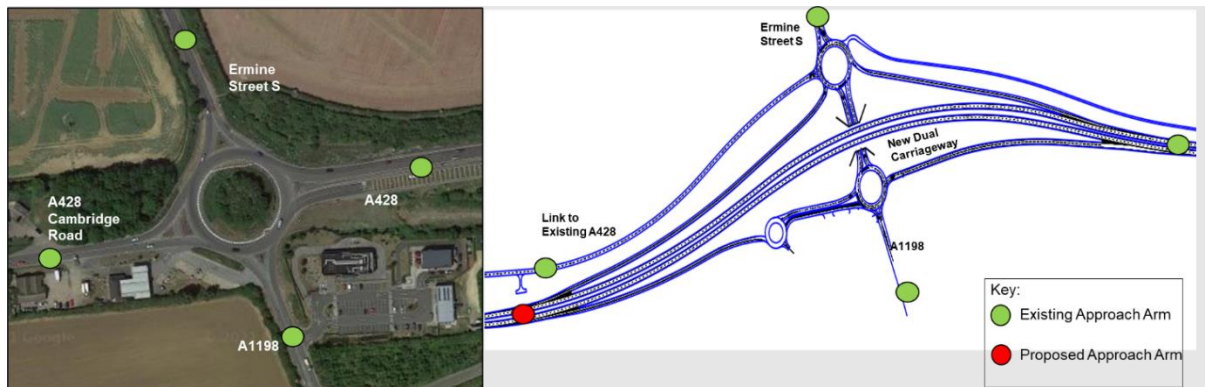 Ermine
Street S
A428
Cambridge
Road
A428
A1198
Google
Ermine
Street S
New Dual
Carriageway
Link to
Existing A428
A1198
Key:
Existing Approach Arm
Proposed Approach Arm